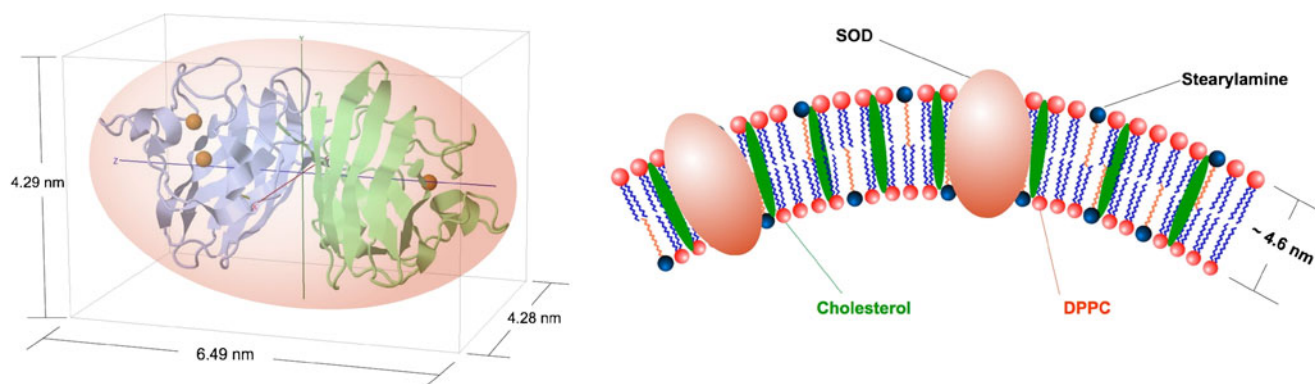 4.29 nm
6.49 nm
4.28 nm
Y
Z
SOD
Stearylamine
Cholesterol
DPPC
~ 4.6 nm